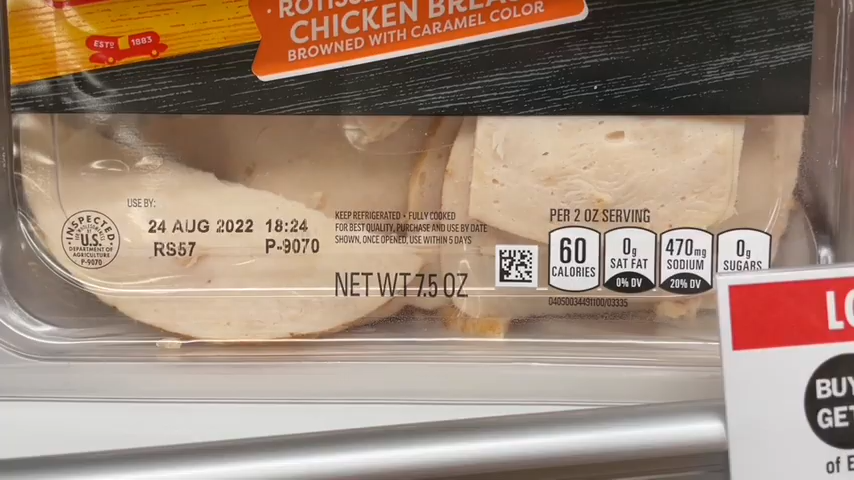 ESTD 1883
CHICKEN
BROWNED WITH CARAMEL COLOR
INSPECTED
U.S.
DEPARTMENT OF
AGRICULTURE
P-9070
USE BY:
24 AUG 2022 18:24
RS57 P-9070
KEEP REFRIGERATED • FULLY COOKED
FOR BEST QUALITY, PURCHASE AND USE BY DATE
SHOWN, ONCE OPENED, USE WITHIN 5 DAYS
NET WT 7.5 OZ
PER 2 OZ SERVING
60
CALORIES
0g
SAT FAT
0% DV
470mg
SODIUM
20% DV
0g
SUGARS
04050034491100/03335
BUY
GET
of